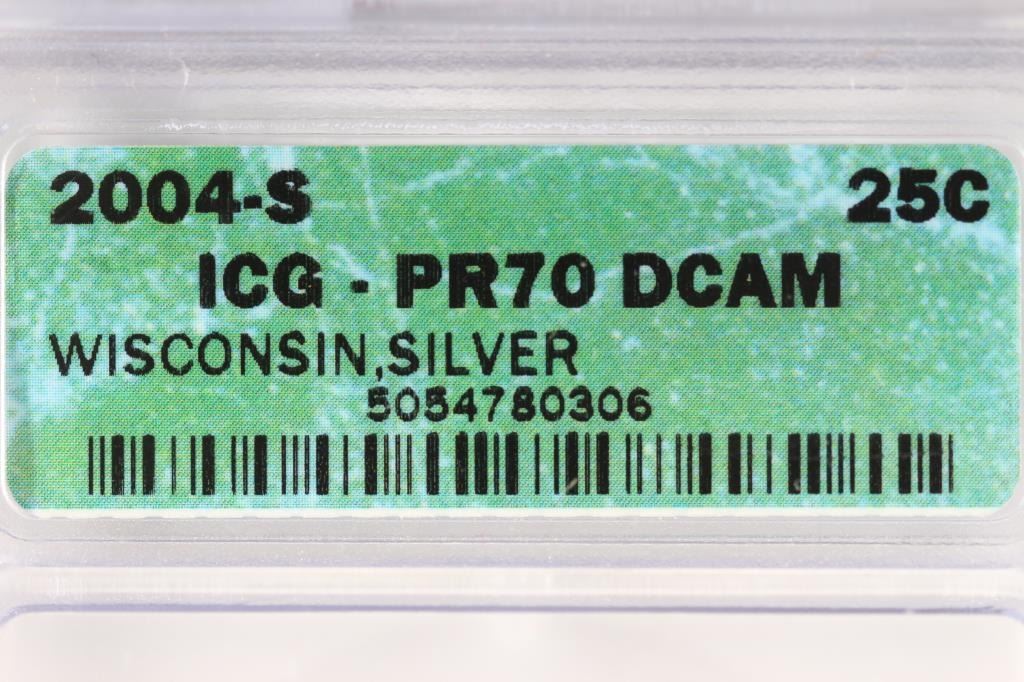 2004-S 25C
ICG - PR70 DCAM
WISCONSIN,SILVER
5054780306